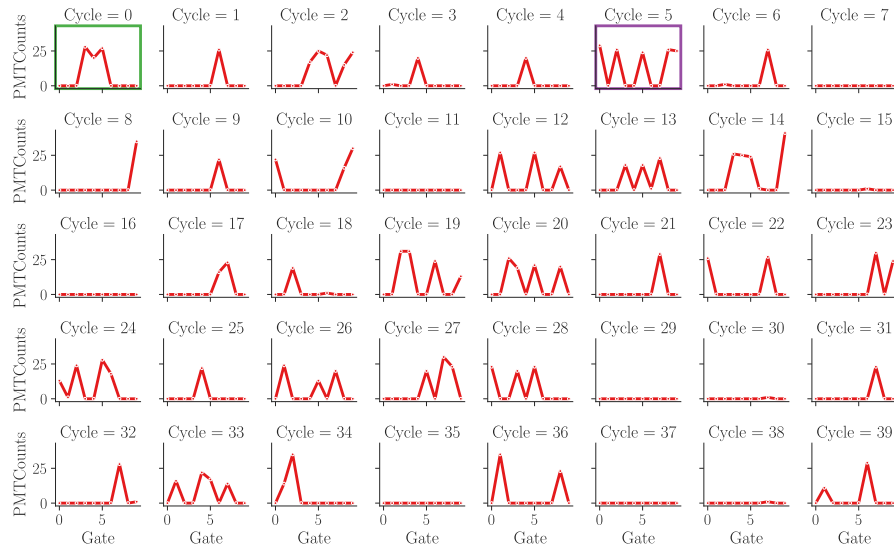 Cycle = 0 Cycle = 1 Cycle = 2 Cycle = 3 Cycle = 4 Cycle = 5 Cycle = 6 Cycle = 7
PMTCounts
25
0
Cycle = 8 Cycle = 9 Cycle = 10 Cycle = 11 Cycle = 12 Cycle = 13 Cycle = 14 Cycle = 15
PMTCounts
25
0
Cycle = 16 Cycle = 17 Cycle = 18 Cycle = 19 Cycle = 20 Cycle = 21 Cycle = 22 Cycle = 23
PMTCounts
25
0
Cycle = 24 Cycle = 25 Cycle = 26 Cycle = 27 Cycle = 28 Cycle = 29 Cycle = 30 Cycle = 31
PMTCounts
25
0
Cycle = 32 Cycle = 33 Cycle = 34 Cycle = 35 Cycle = 36 Cycle = 37 Cycle = 38 Cycle = 39
PMTCounts
25
0
0 5 0 5 0 5 0 5 0 5 0 5 0 5 0 5
Gate Gate Gate Gate Gate Gate Gate Gate